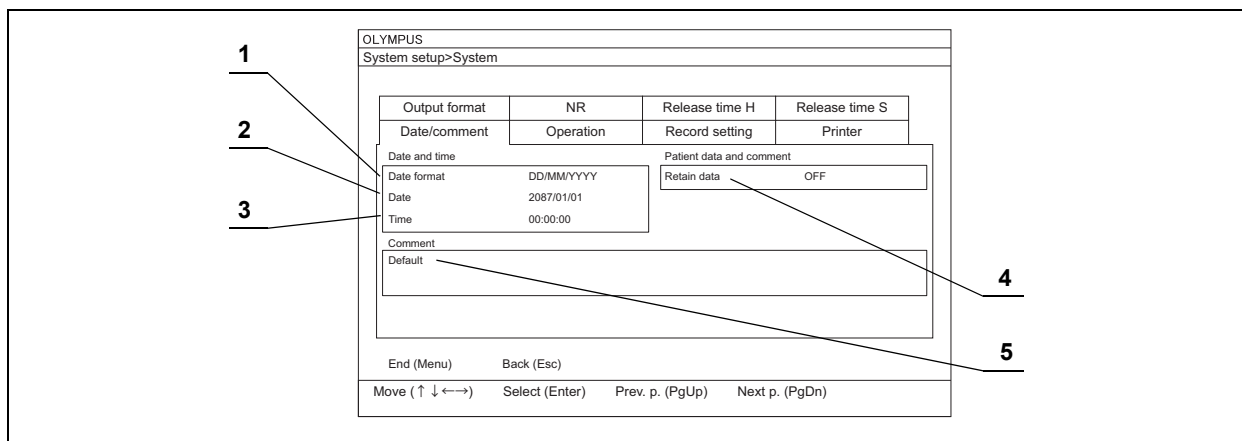 OLYMPUS
System setup>System
Output format NR Release time H Release time S
Date/comment Operation Record setting Printer
Date and time Patient data and comment
Date format DD/MM/YYYY Retain data OFF
Date 2087/01/01
Time 00:00:00
Comment
Default
End (Menu) Back (Esc)
Move (↑↓←→) Select (Enter) Prev. p. (PgUp) Next p. (PgDn)
1
2
3
4
5